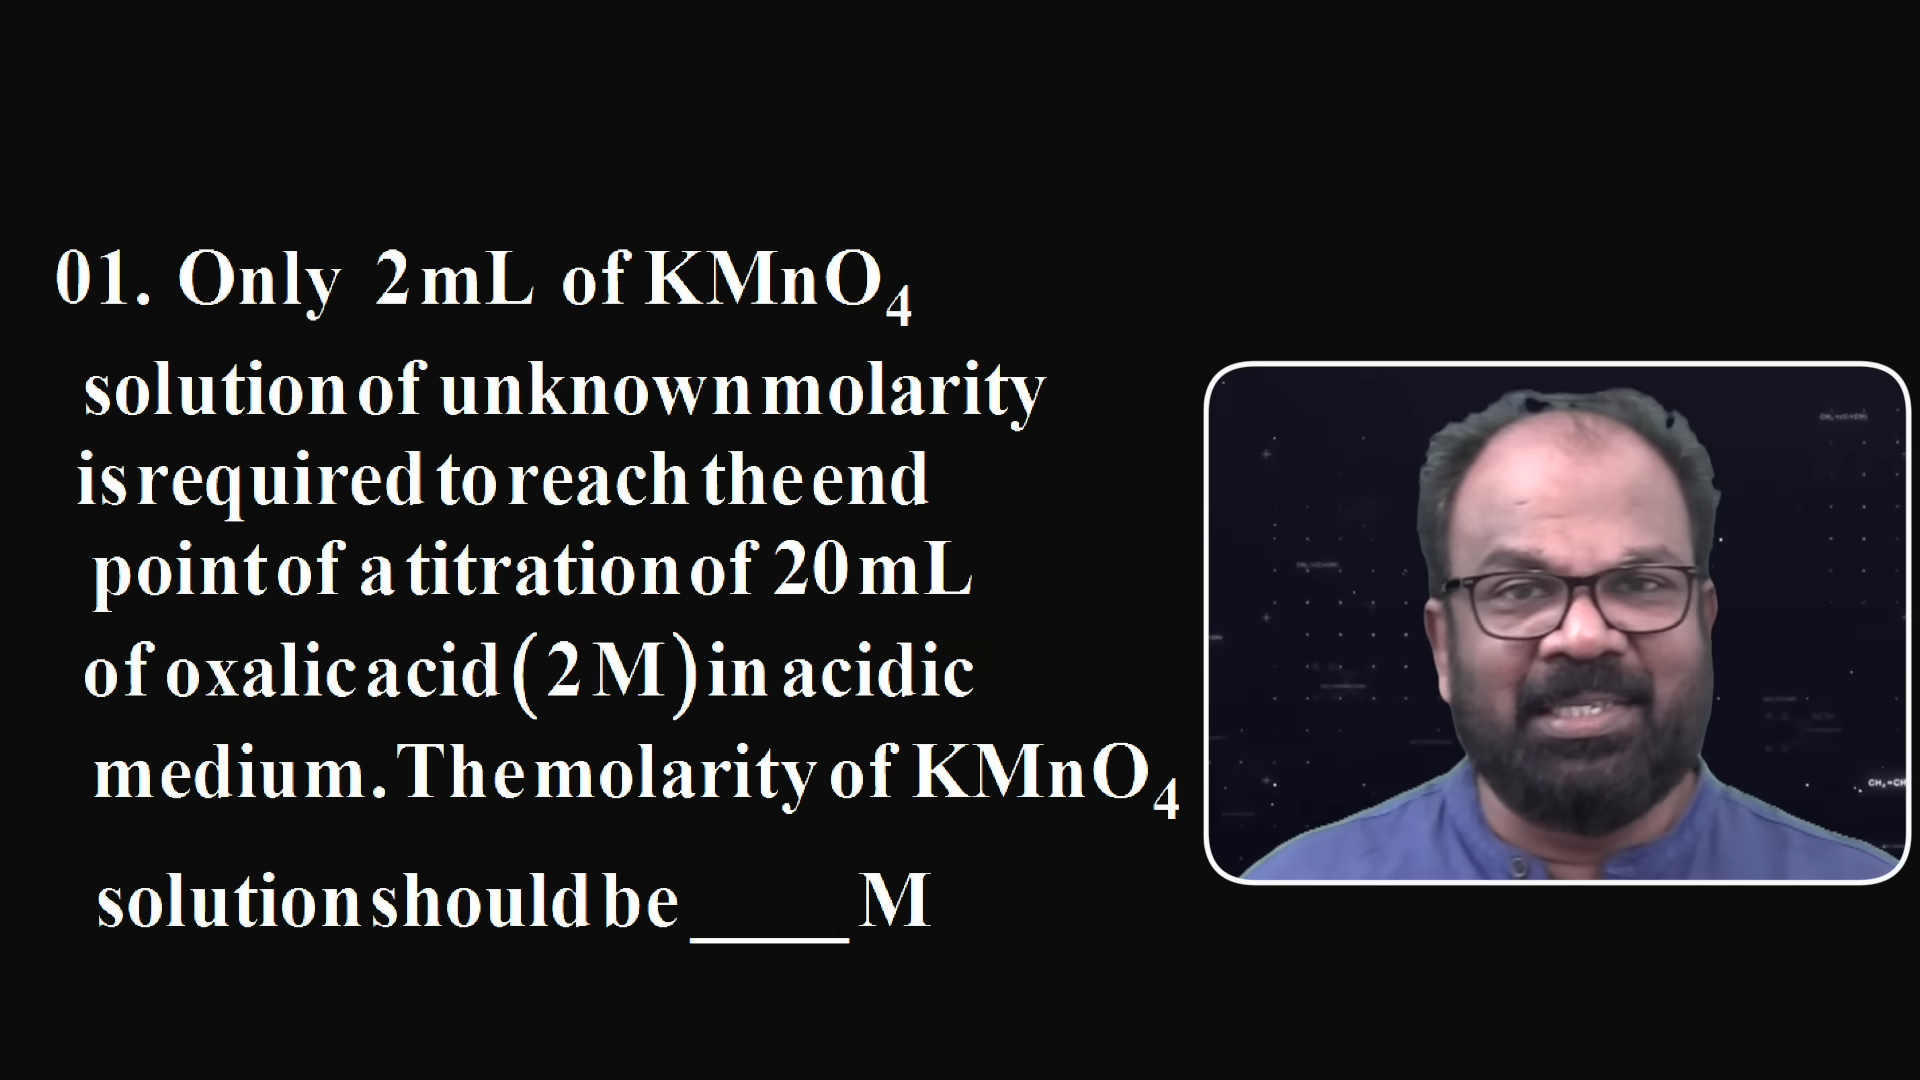 01. Only 2 mL of KMnO₄
solution of unknown molarity
is required to reach the end
point of a titration of 20 mL
of oxalic acid (2 M) in acidic
medium. The molarity of KMnO₄
solution should be ____ M